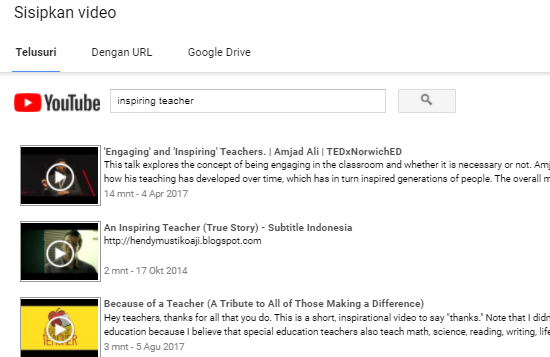 Sisipkan video
Telusuri Dengan URL Google Drive
YouTube inspiring teacher
'Engaging' and 'Inspiring' Teachers. | Amjad Ali | TEDxNorwichED
This talk explores the concept of being engaging in the classroom and whether it is necessary or not. Amj
how his teaching has developed over time, which has in turn inspired generations of people. The overall m
14 mnt - 4 Apr 2017
An Inspiring Teacher (True Story) - Subtitle Indonesia
http://hendymustikoaji.blogspot.com
2 mnt - 17 Okt 2014
Because of a Teacher (A Tribute to All of Those Making a Difference)
Hey teachers, thanks for all that you do. This is a short, inspirational video to say "thanks." Note that I didn
education because I believe that special education teachers also teach math, science, reading, writing, life
TEACHER
3 mnt - 5 Agu 2017